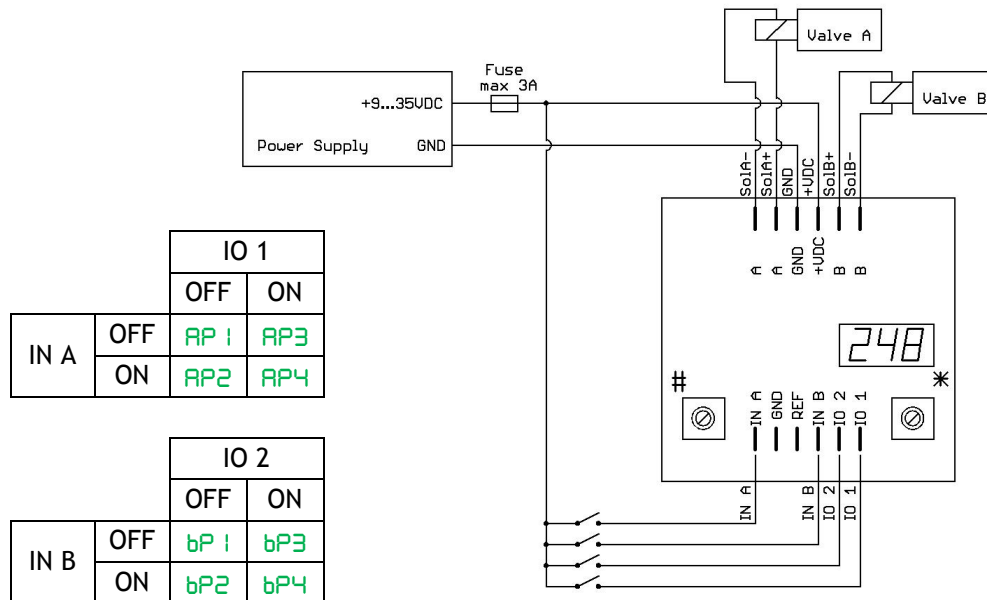 Valve A
Valve B
Fuse
max 3A
+9...35VDC
Power Supply GND
SolA-
SolA+
GND
+VDC
SolB+
SolB-
A
A
GND
+VDC
B
B
248
#
*
IN A
GND
REF
IN B
IO 2
IO 1
IN A
IN B
IO 2
IO 1
IO 1
OFF ON
IN A OFF AP1 AP3
ON AP2 AP4
IO 2
OFF ON
IN B OFF bP1 bP3
ON bP2 bP4